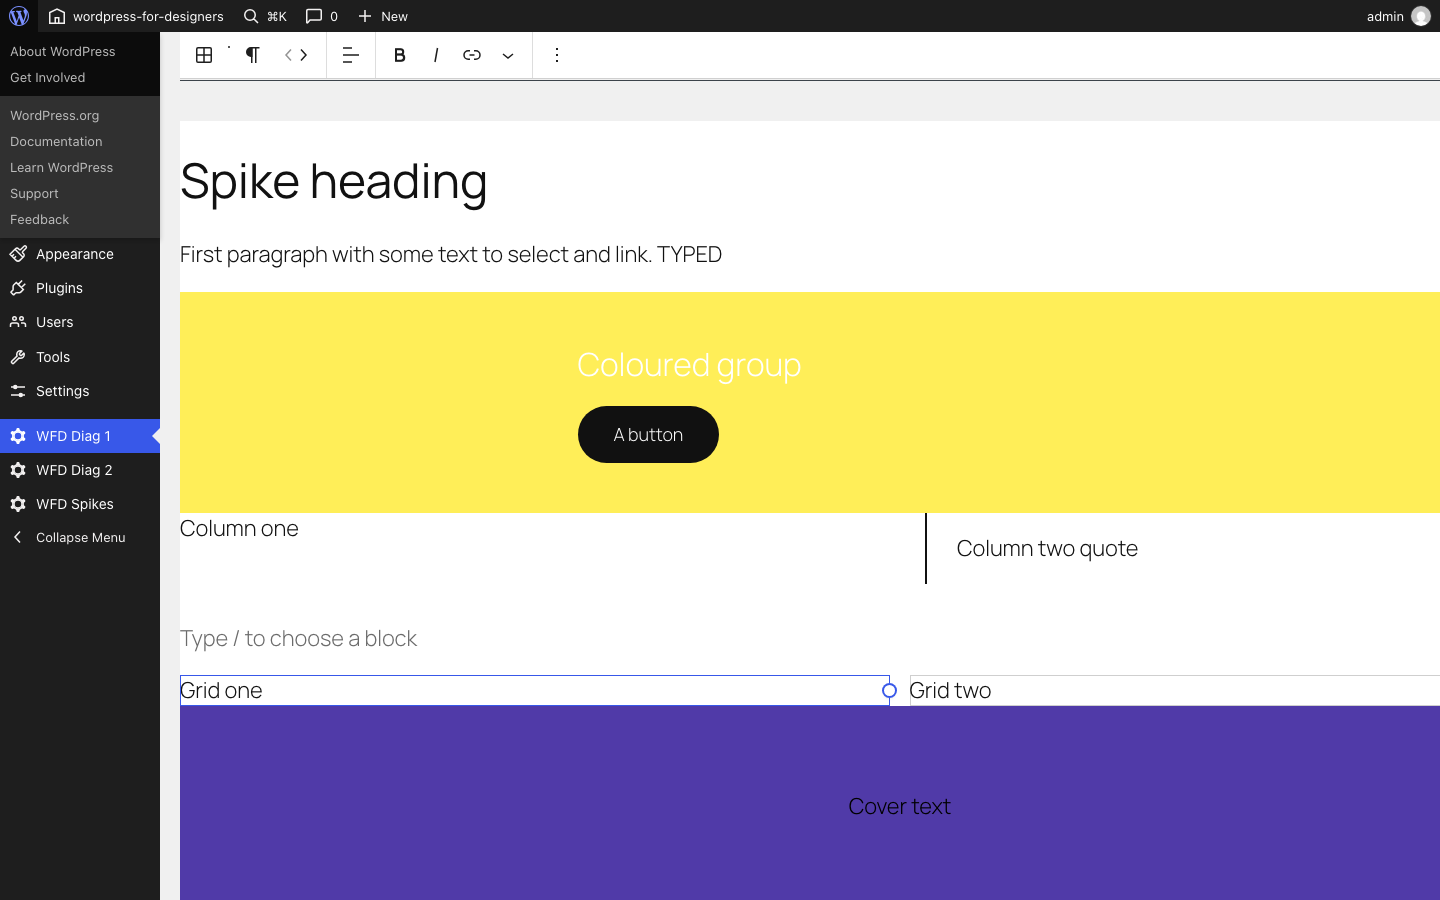 wordpress-for-designers
⌘K
0
New
admin
About WordPress
Get Involved
WordPress.org
Documentation
Learn WordPress
Support
Feedback
Appearance
Plugins
Users
Tools
Settings
WFD Diag 1
WFD Diag 2
WFD Spikes
Collapse Menu
B I
Spike heading
First paragraph with some text to select and link. TYPED
Coloured group
A button
Column one
Column two quote
Type / to choose a block
Grid one
Grid two
Cover text